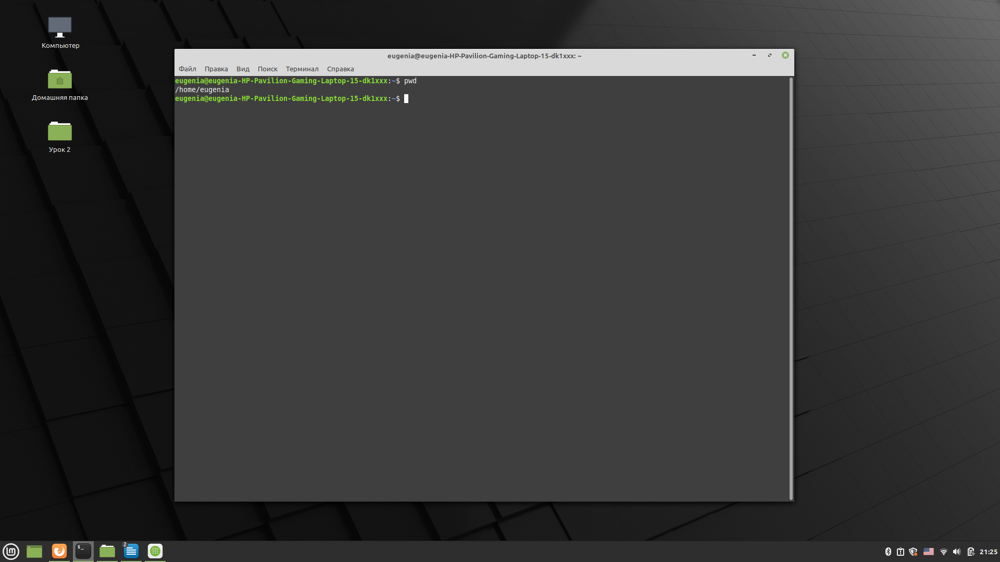 Компьютер
Домашняя папка
Урок 2
eugenia@eugenia-HP-Pavilion-Gaming-Laptop-15-dk1xxx: ~
Файл Правка Вид Поиск Терминал Справка
eugenia@eugenia-HP-Pavilion-Gaming-Laptop-15-dk1xxx:~$ pwd
/home/eugenia
eugenia@eugenia-HP-Pavilion-Gaming-Laptop-15-dk1xxx:~$
$_
2
21:25